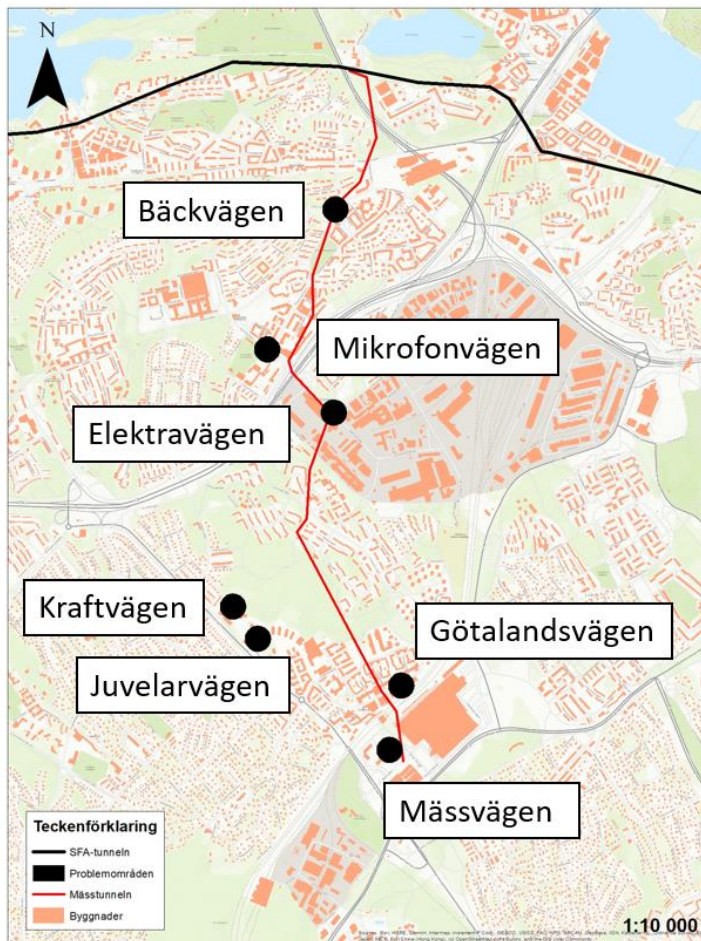 N
Bäckvägen
Mikrofonvägen
Elektravägen
Kraftvägen
Götalandsvägen
Juvelarvägen
Mässvägen
Teckenförklaring
SFA-tunneln
Problemområden
Mässtunneln
Byggnader
1:10 000